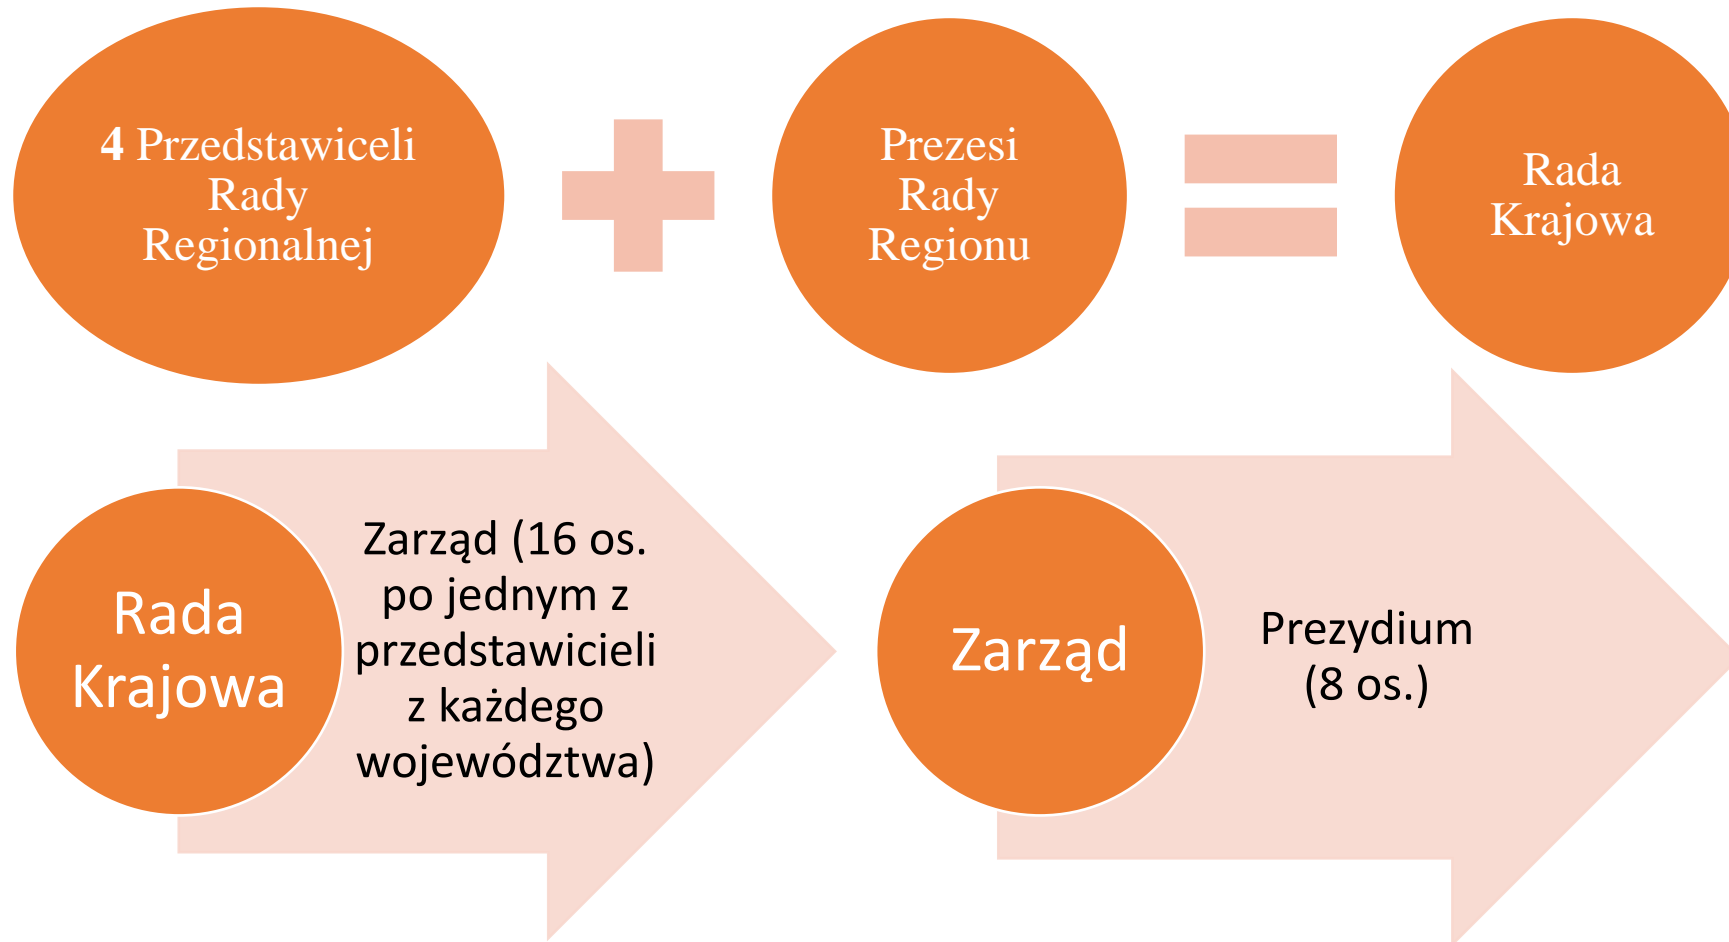 4 Przedstawiceli
Rady
Regionalnej
Prezesi
Rady
Regionu
Rada
Krajowa
Rada
Krajowa
Zarząd (16 os.
po jednym z
przedstawicieli
z każdego
województwa)
Zarząd
Prezydium
(8 os.)